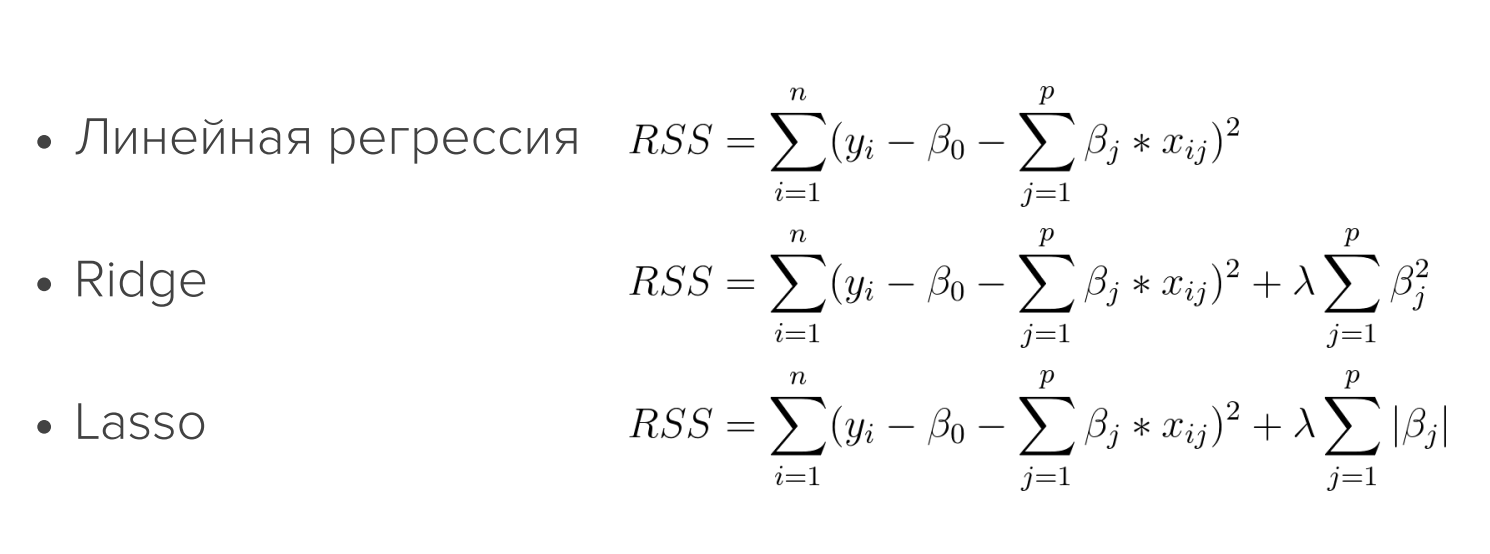 • Линейная регрессия $RSS = \sum_{i=1}^{n}(y_i - \beta_0 - \sum_{j=1}^{p}\beta_j * x_{ij})^2$
• Ridge $RSS = \sum_{i=1}^{n}(y_i - \beta_0 - \sum_{j=1}^{p}\beta_j * x_{ij})^2 + \lambda\sum_{j=1}^{p}\beta_j^2$
• Lasso $RSS = \sum_{i=1}^{n}(y_i - \beta_0 - \sum_{j=1}^{p}\beta_j * x_{ij})^2 + \lambda\sum_{j=1}^{p}|\beta_j|$